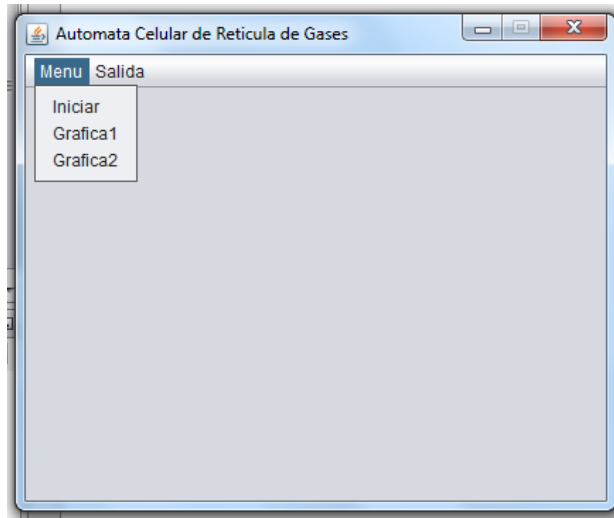 Automata Celular de Reticula de Gases
Menu Salida
Iniciar
Grafica1
Grafica2